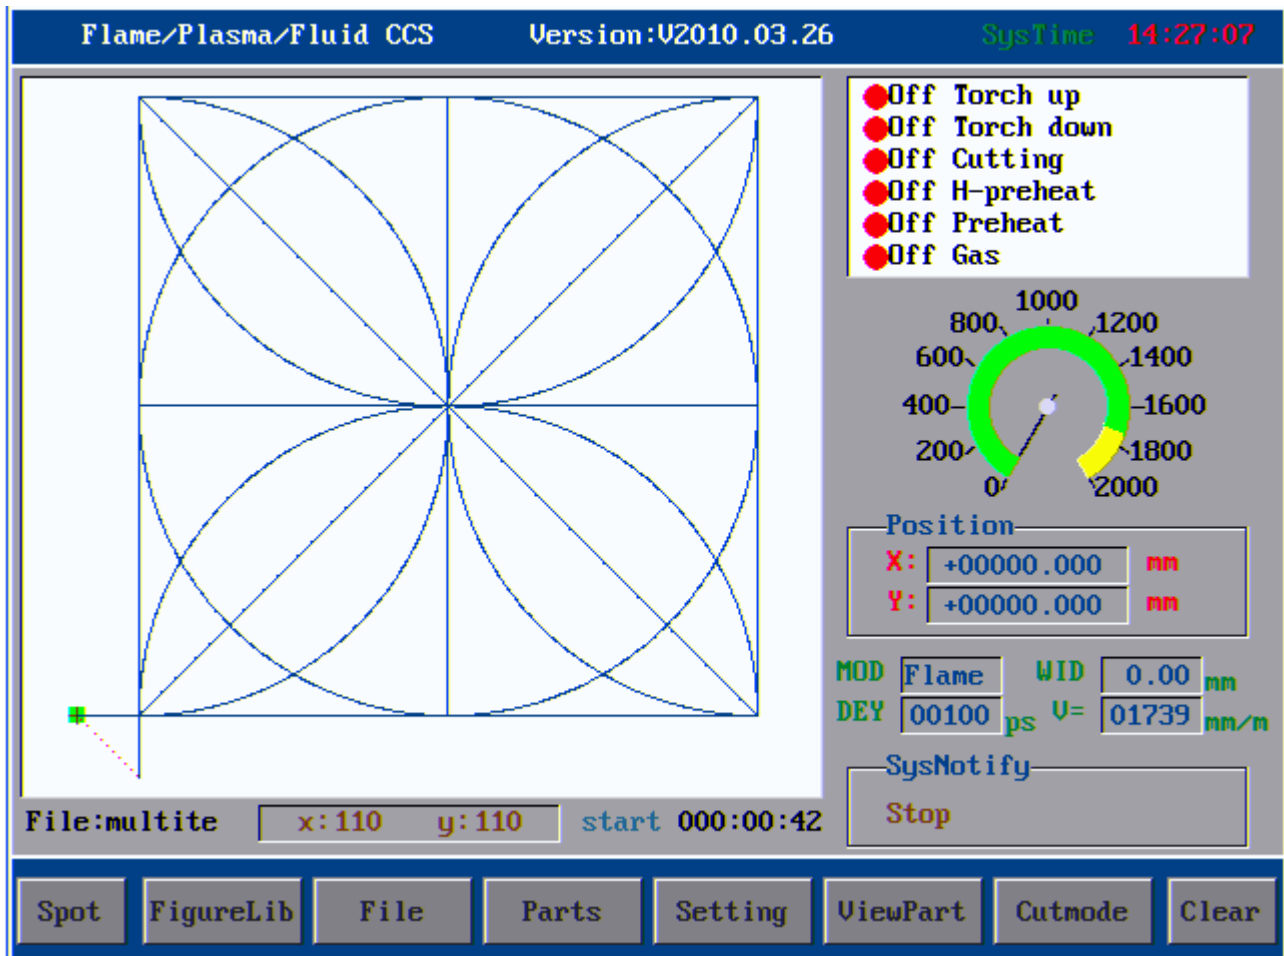 Flame/Plasma/Fluid CCS Version:V2010.03.26 SysTime 14:27:07
Off Torch up
Off Torch down
Off Cutting
Off H-preheat
Off Preheat
Off Gas
1000
800 1200
600 1400
400 1600
200 1800
0 2000
Position
X: +00000.000 mm
Y: +00000.000 mm
MOD Flame WID 0.00 mm
DEY 00100 ps V= 01739 mm/m
SysNotify
Stop
File:multite x:110 y:110 start 000:00:42
Spot FigureLib File Parts Setting ViewPart Cutmode Clear